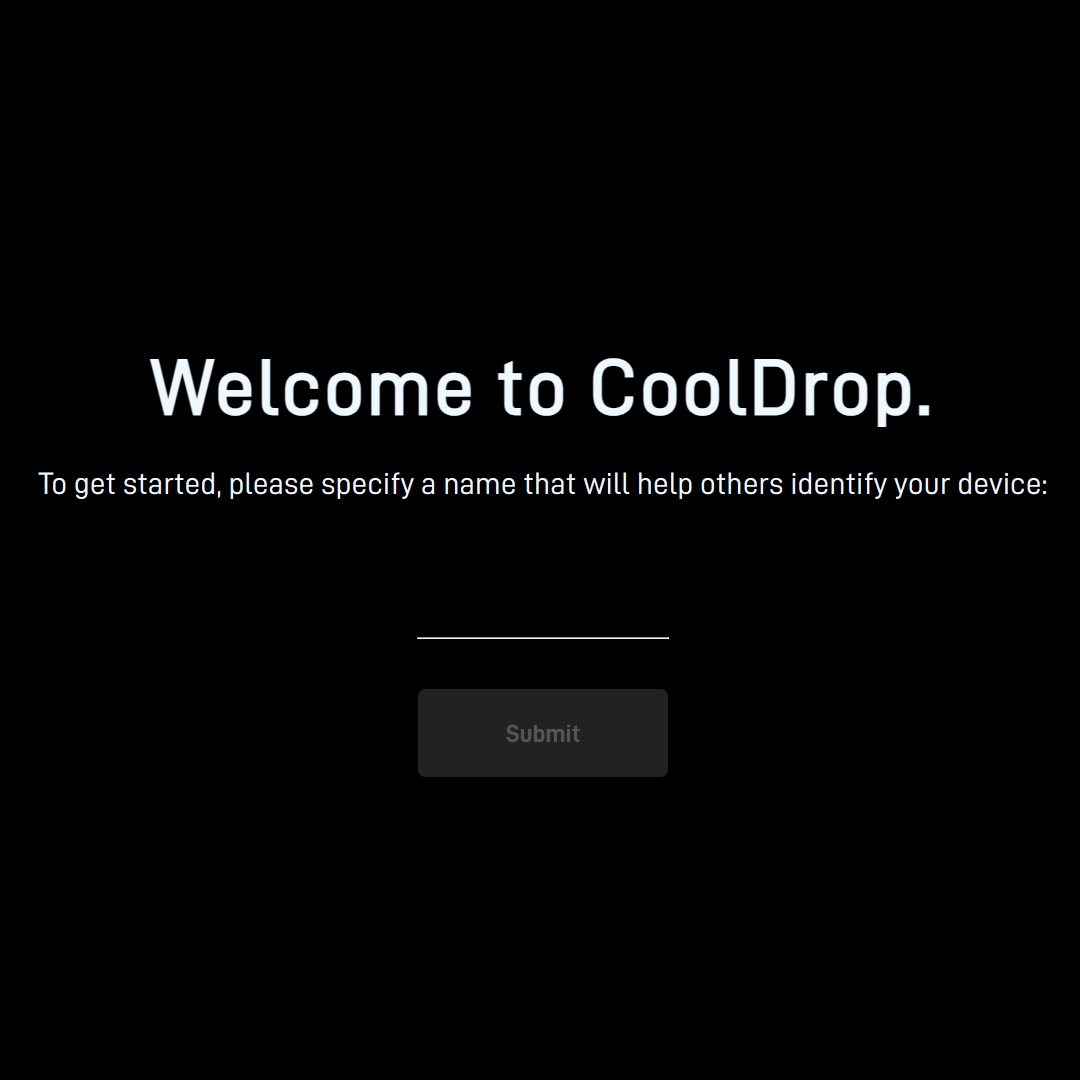 Welcome to CoolDrop.
To get started, please specify a name that will help others identify your device:
Submit